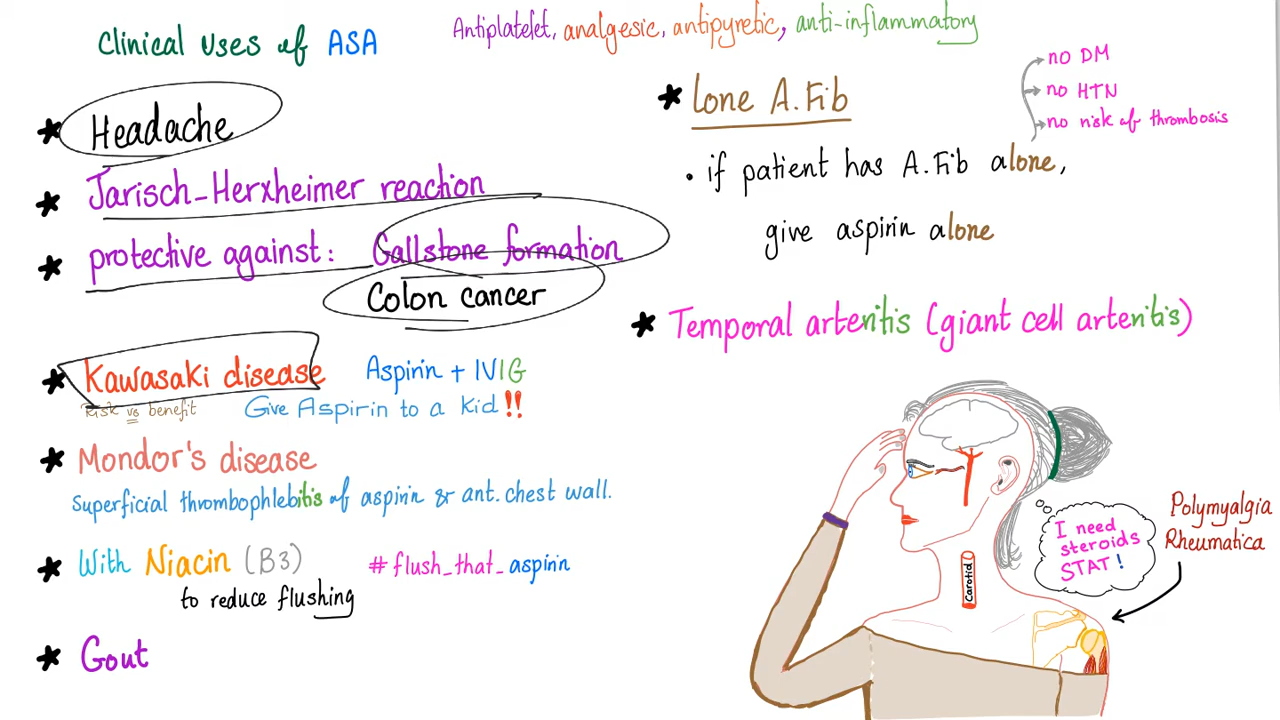 Clinical uses of ASA
Antiplatelet, analgesic, antipyretic, anti-inflammatory
* Headache
* Jarisch-Herxheimer reaction
* protective against: Gallstone formation
Colon cancer
* Kawasaki disease Aspirin + IVIG
Risk vs benefit Give Aspirin to a kid!!
* Mondor's disease
Superficial thrombophlebitis of aspirin & ant. chest wall.
* With Niacin (B3) #flush_that_aspirin
to reduce flushing
* Gout
* lone A.Fib
no DM
no HTN
no risk of thrombosis
• if patient has A.Fib alone,
give aspirin alone
* Temporal arteritis (giant cell arteritis)
I need
steroids
STAT!
Polymyalgia
Rheumatica
Carotid